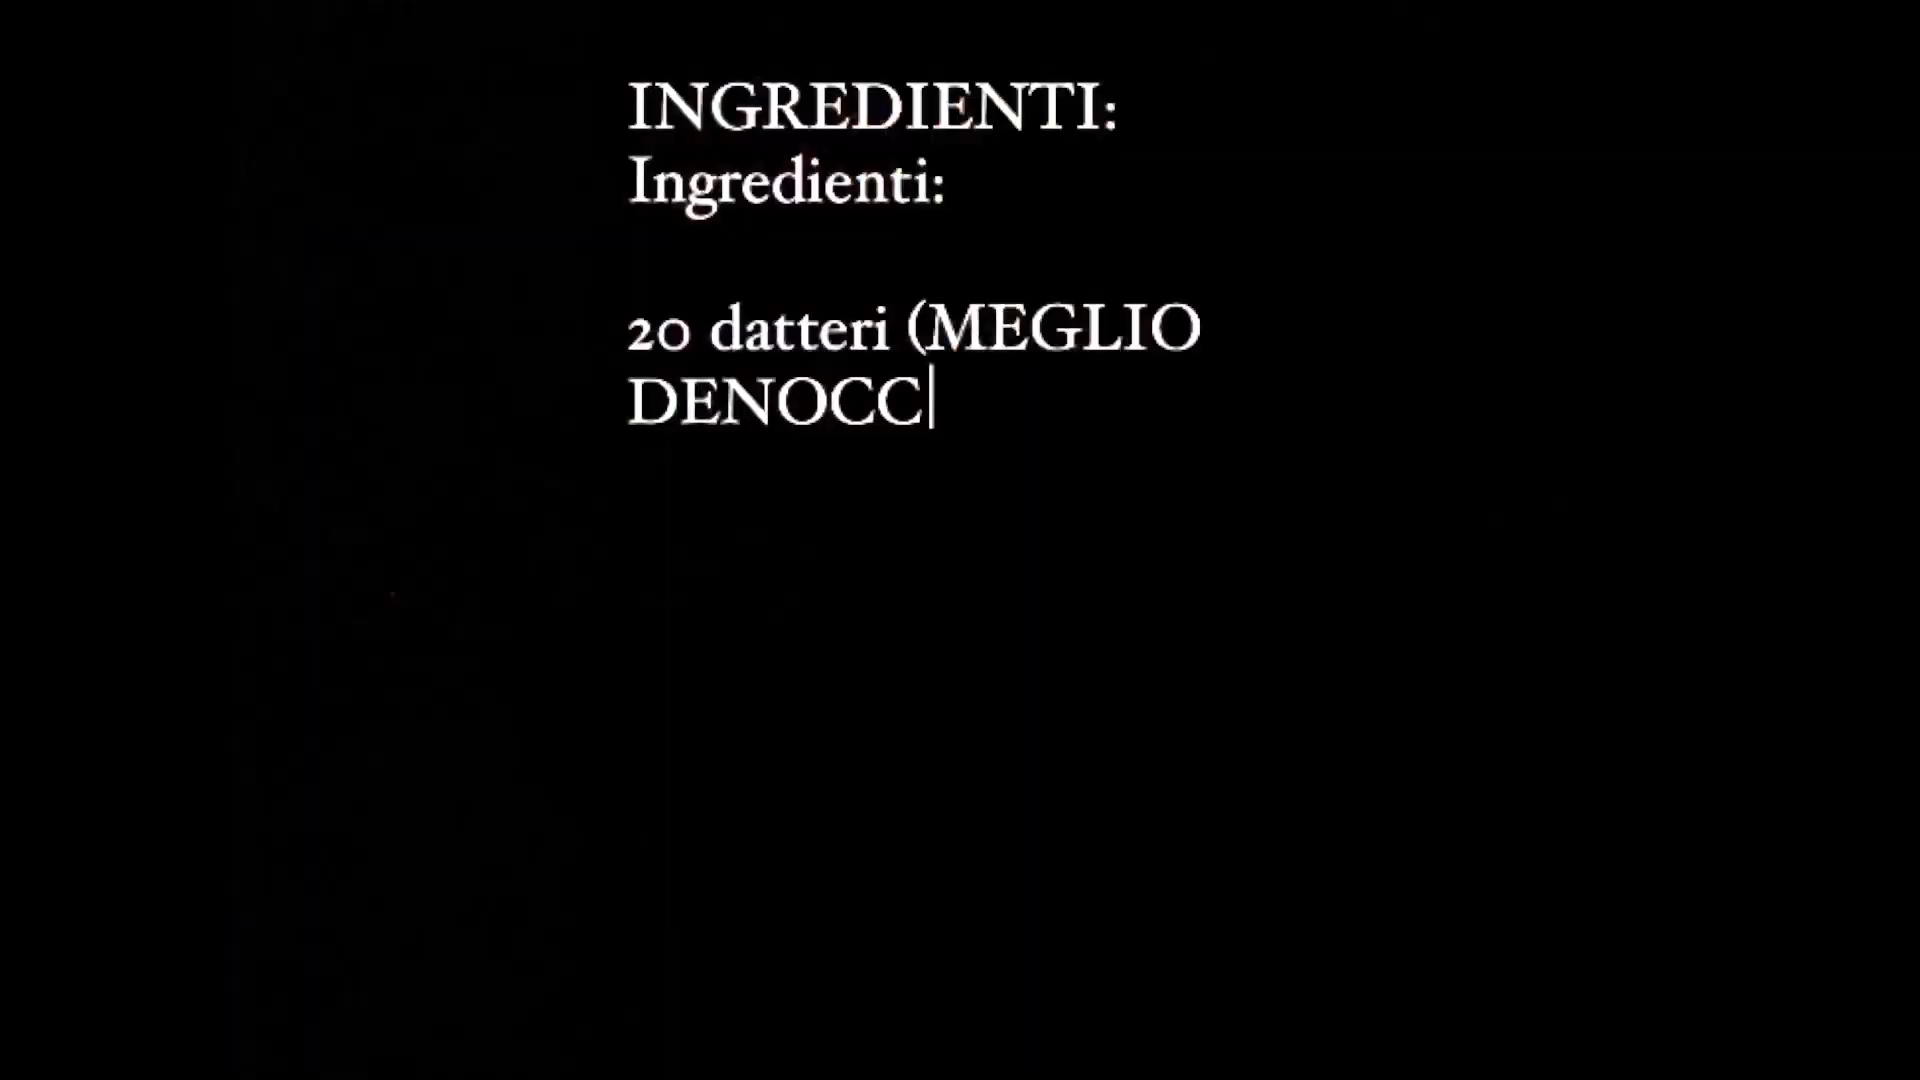 INGREDIENTI:
Ingredienti:
20 datteri (MEGLIO
DENOCC